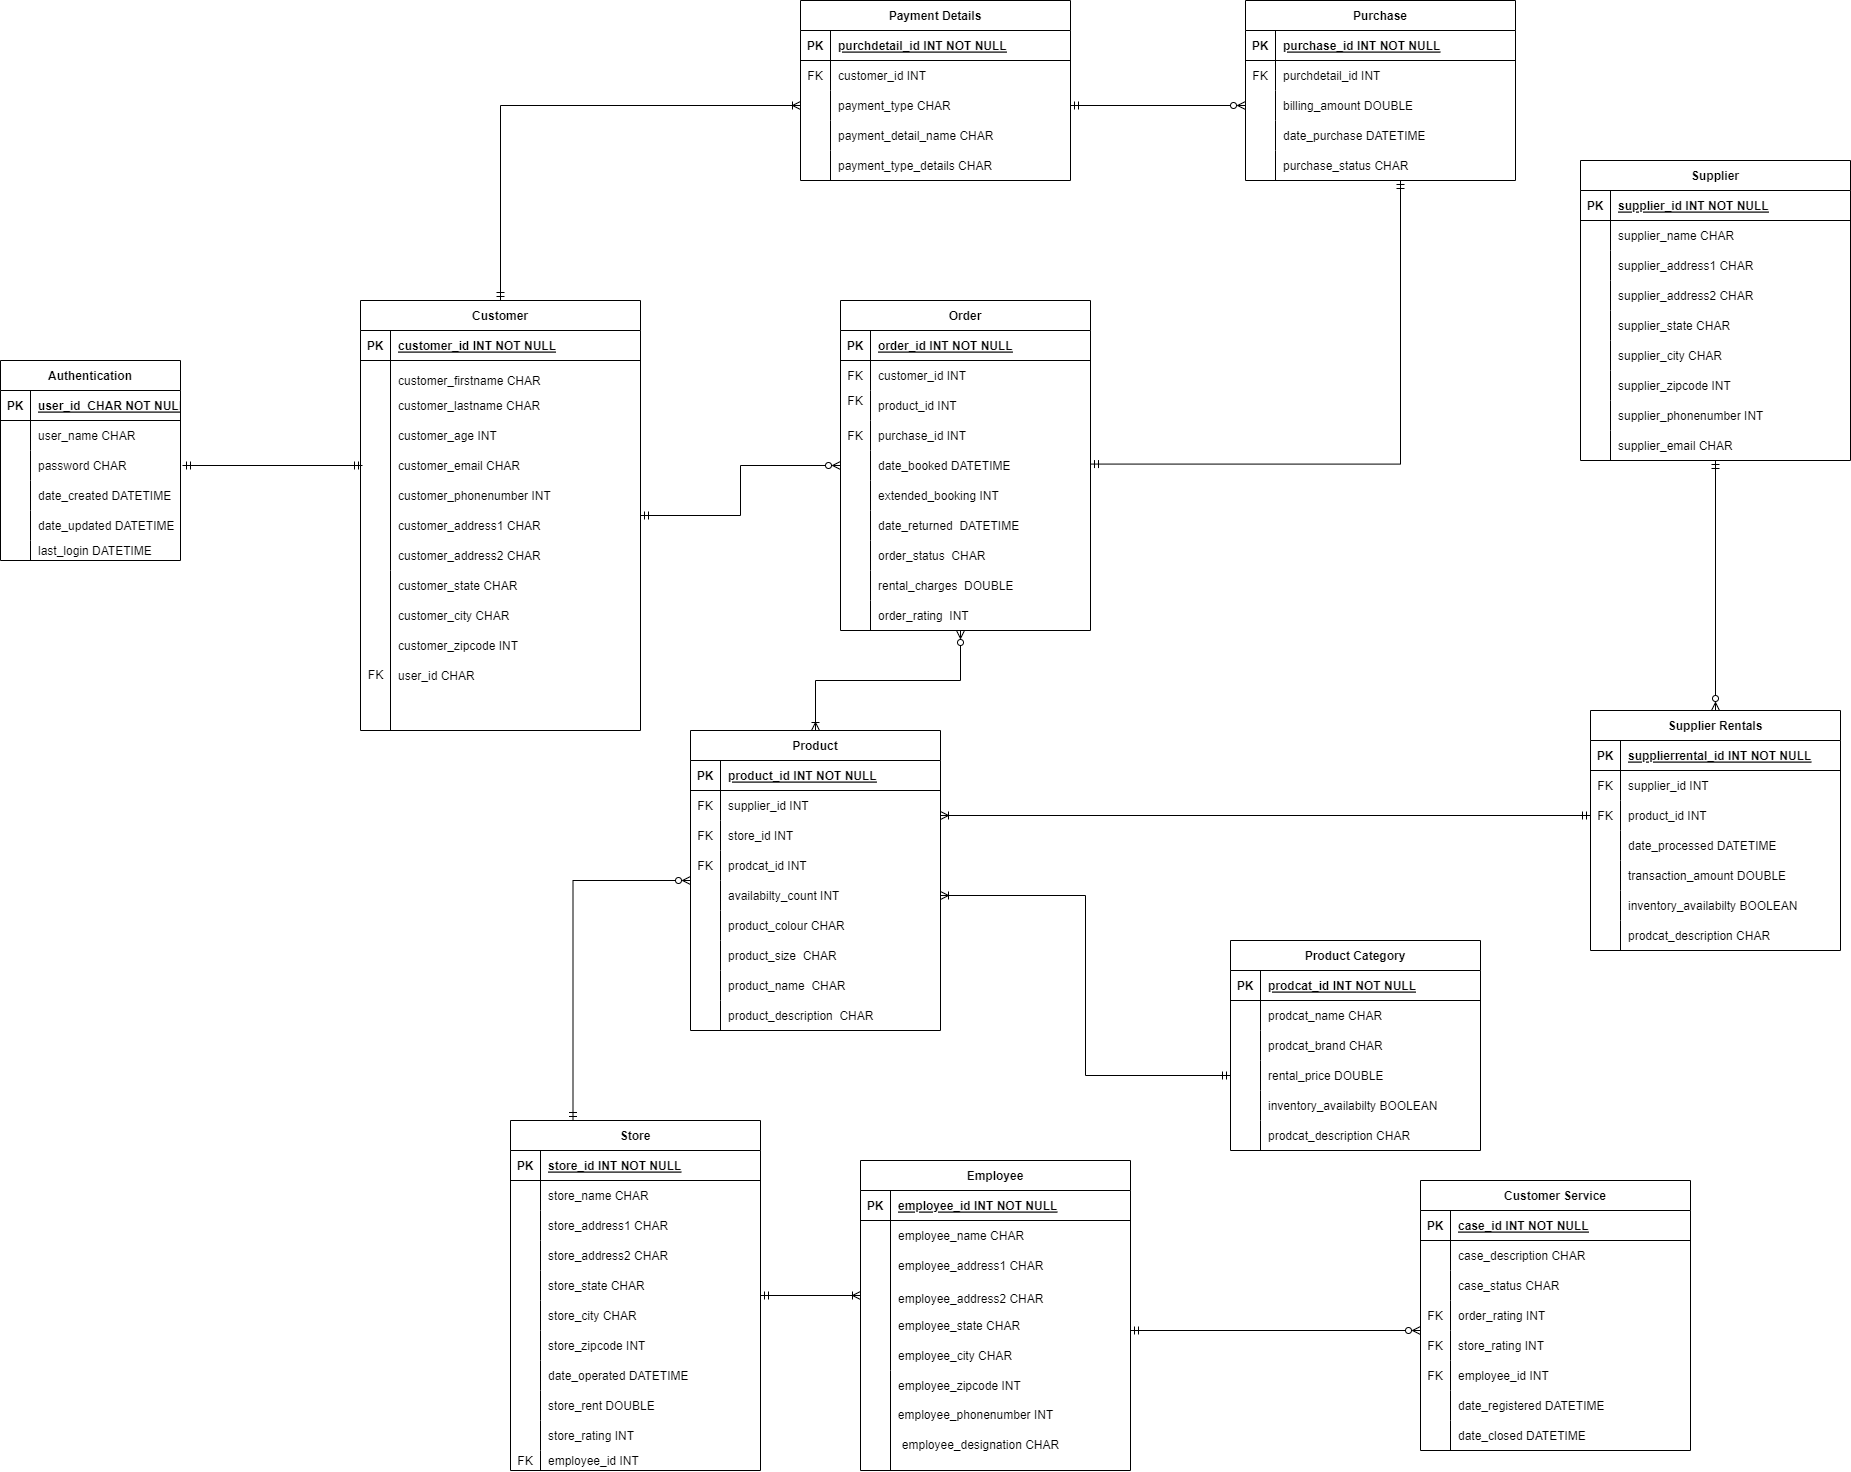 Payment Details
PK purchdetail_id INT NOT NULL
FK customer_id INT
payment_type CHAR
payment_detail_name CHAR
payment_type_details CHAR
Purchase
PK purchase_id INT NOT NULL
FK purchdetail_id INT
billing_amount DOUBLE
date_purchase DATETIME
purchase_status CHAR
Supplier
PK supplier_id INT NOT NULL
supplier_name CHAR
supplier_address1 CHAR
supplier_address2 CHAR
supplier_state CHAR
supplier_city CHAR
supplier_zipcode INT
supplier_phonenumber INT
supplier_email CHAR
Authentication
PK user_id CHAR NOT NUL
user_name CHAR
password CHAR
date_created DATETIME
date_updated DATETIME
last_login DATETIME
Customer
PK customer_id INT NOT NULL
customer_firstname CHAR
customer_lastname CHAR
customer_age INT
customer_email CHAR
customer_phonenumber INT
customer_address1 CHAR
customer_address2 CHAR
customer_state CHAR
customer_city CHAR
customer_zipcode INT
FK user_id CHAR
Order
PK order_id INT NOT NULL
FK customer_id INT
FK product_id INT
FK purchase_id INT
date_booked DATETIME
extended_booking INT
date_returned DATETIME
order_status CHAR
rental_charges DOUBLE
order_rating INT
Product
PK product_id INT NOT NULL
FK supplier_id INT
FK store_id INT
FK prodcat_id INT
availabilty_count INT
product_colour CHAR
product_size CHAR
product_name CHAR
product_description CHAR
Supplier Rentals
PK supplierrental_id INT NOT NULL
FK supplier_id INT
FK product_id INT
date_processed DATETIME
transaction_amount DOUBLE
inventory_availabilty BOOLEAN
prodcat_description CHAR
Product Category
PK prodcat_id INT NOT NULL
prodcat_name CHAR
prodcat_brand CHAR
rental_price DOUBLE
inventory_availabilty BOOLEAN
prodcat_description CHAR
Store
PK store_id INT NOT NULL
store_name CHAR
store_address1 CHAR
store_address2 CHAR
store_state CHAR
store_city CHAR
store_zipcode INT
date_operated DATETIME
store_rent DOUBLE
store_rating INT
FK employee_id INT
Employee
PK employee_id INT NOT NULL
employee_name CHAR
employee_address1 CHAR
employee_address2 CHAR
employee_state CHAR
employee_city CHAR
employee_zipcode INT
employee_phonenumber INT
employee_designation CHAR
Customer Service
PK case_id INT NOT NULL
case_description CHAR
case_status CHAR
FK order_rating INT
FK store_rating INT
FK employee_id INT
date_registered DATETIME
date_closed DATETIME